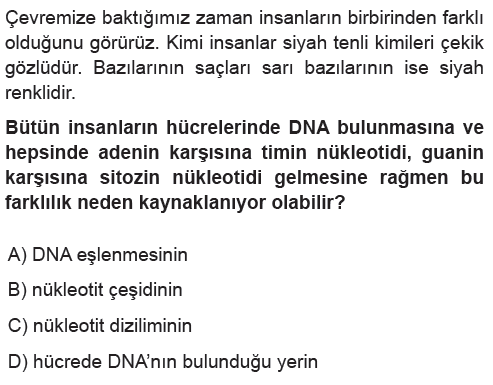 Çevremize baktığımız zaman insanların birbirinden farklı
olduğunu görürüz. Kimi insanlar siyah tenli kimileri çekik
gözlüdür. Bazılarının saçları sarı bazılarının ise siyah
renklidir.
Bütün insanların hücrelerinde DNA bulunmasına ve
hepsinde adenin karşısına timin nükleotidi, guanin
karşısına sitozin nükleotidi gelmesine rağmen bu
farklılık neden kaynaklanıyor olabilir?
A) DNA eşlenmesinin
B) nükleotit çeşidinin
C) nükleotit diziliminin
D) hücrede DNA’nın bulunduğu yerin